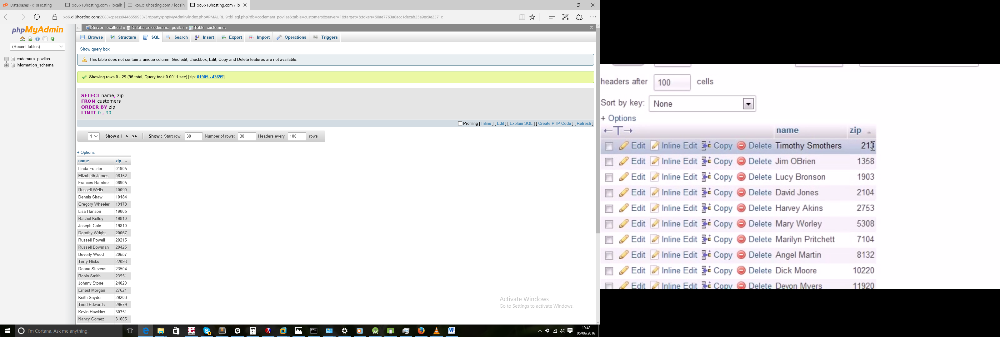 Databases - x10Hosting
xo6.x10hosting.com / localh
xo6.x10hosting.com / localh
xo6.x10hosting.com / lo
xo6.x10hosting.com:2083/cpsess9446659933/3rdparty/phpMyAdmin/index.php#PMAURL-9:tbl_sql.php?db=codemara_povilas&table=customers&server=1&target=&token=60ae7763a8acc1decab25a9ec9e2371c
phpMyAdmin
(Recent tables) ...
codemara_povilas
information_schema
Server: localhost » Database: codemara_povilas » Table: customers
Browse Structure SQL Search Insert Export Import Operations Triggers
Show query box
This table does not contain a unique column. Grid edit, checkbox, Edit, Copy and Delete features are not available.
Showing rows 0 - 29 (96 total, Query took 0.0011 sec) [zip: 01905 - 43699]
SELECT name, zip
FROM customers
ORDER BY zip
LIMIT 0 , 30
Profiling [ Inline ] [ Edit ] [ Explain SQL ] [ Create PHP Code ] [ Refresh ]
1 Show all > >> Show : Start row: 30 Number of rows: 30 Headers every 100 rows
+ Options
name zip
Linda Frazier 01905
Elizabeth James 06152
Frances Ramirez 06905
Russell Wells 10090
Dennis Shaw 10184
Gregory Wheeler 19178
Lisa Hanson 19805
Rachel Kelley 19810
Joseph Cole 19810
Dorothy Wright 20067
Russell Powell 20215
Russell Bowman 20425
Beverly Wood 20557
Terry Hicks 22093
Donna Stevens 23504
Robin Smith 23551
Johnny Stone 24020
Ernest Morgan 27621
Keith Snyder 29203
Todd Edwards 29579
Kevin Hawkins 30351
Nancy Gomez 31605
Activate Windows
Go to Settings to activate Windows.
I'm Cortana. Ask me anything.
19:48
05/06/2016
headers after 100 cells
Sort by key: None
+ Options
←T→ name zip
Edit Inline Edit Copy Delete Timothy Smothers 213
Edit Inline Edit Copy Delete Jim OBrien 1358
Edit Inline Edit Copy Delete Lucy Bronson 1903
Edit Inline Edit Copy Delete David Jones 2104
Edit Inline Edit Copy Delete Harvey Akins 2753
Edit Inline Edit Copy Delete Mary Worley 5308
Edit Inline Edit Copy Delete Marilyn Pritchett 7104
Edit Inline Edit Copy Delete Angel Martin 8132
Edit Inline Edit Copy Delete Dick Moore 10220
Edit Inline Edit Copy Delete Devon Myers 11920